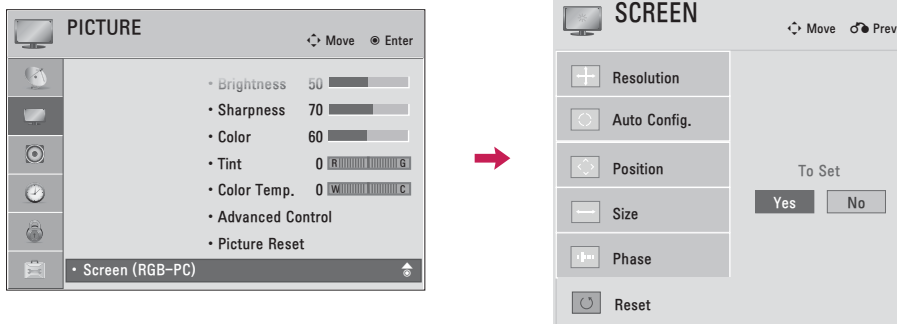 PICTURE
Move Enter
• Brightness 50
• Sharpness 70
• Color 60
• Tint 0 R G
• Color Temp. 0 W C
• Advanced Control
• Picture Reset
• Screen (RGB-PC)
SCREEN
Move Prev
Resolution
Auto Config.
Position
Size
Phase
Reset
To Set
Yes No